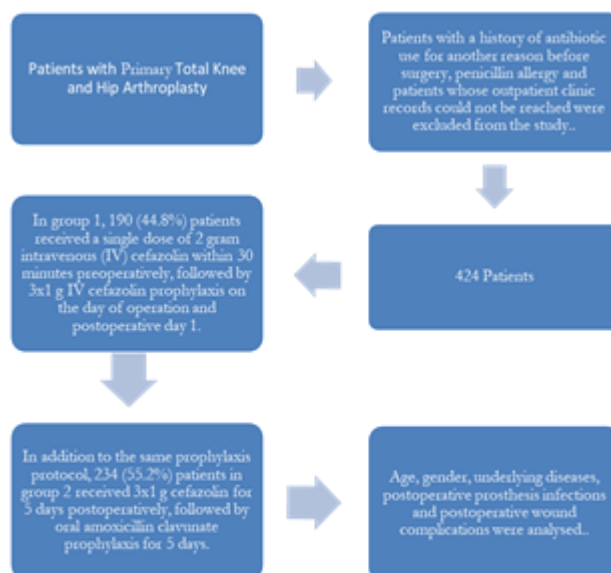 Patients with Primary Total Knee
and Hip Arthroplasty
Patients with a history of antibiotic
use for another reason before
surgery, penicillin allergy and
patients whose outpatient clinic
records could not be reached were
excluded from the study..
424 Patients
In group 1, 190 (44.8%) patients
received a single dose of 2 gram
intravenous (IV) cefazolin within 30
minutes preoperatively, followed by
3x1 g IV cefazolin prophylaxis on
the day of operation and
postoperative day 1.
In addition to the same prophylaxis
protocol, 234 (55.2%) patients in
group 2 received 3x1 g cefazolin for
5 days postoperatively, followed by
oral amoxicillin clavunate
prophylaxis for 5 days.
Age, gender, underlying diseases,
postoperative prosthesis infections
and postoperative wound
complications were analysed..